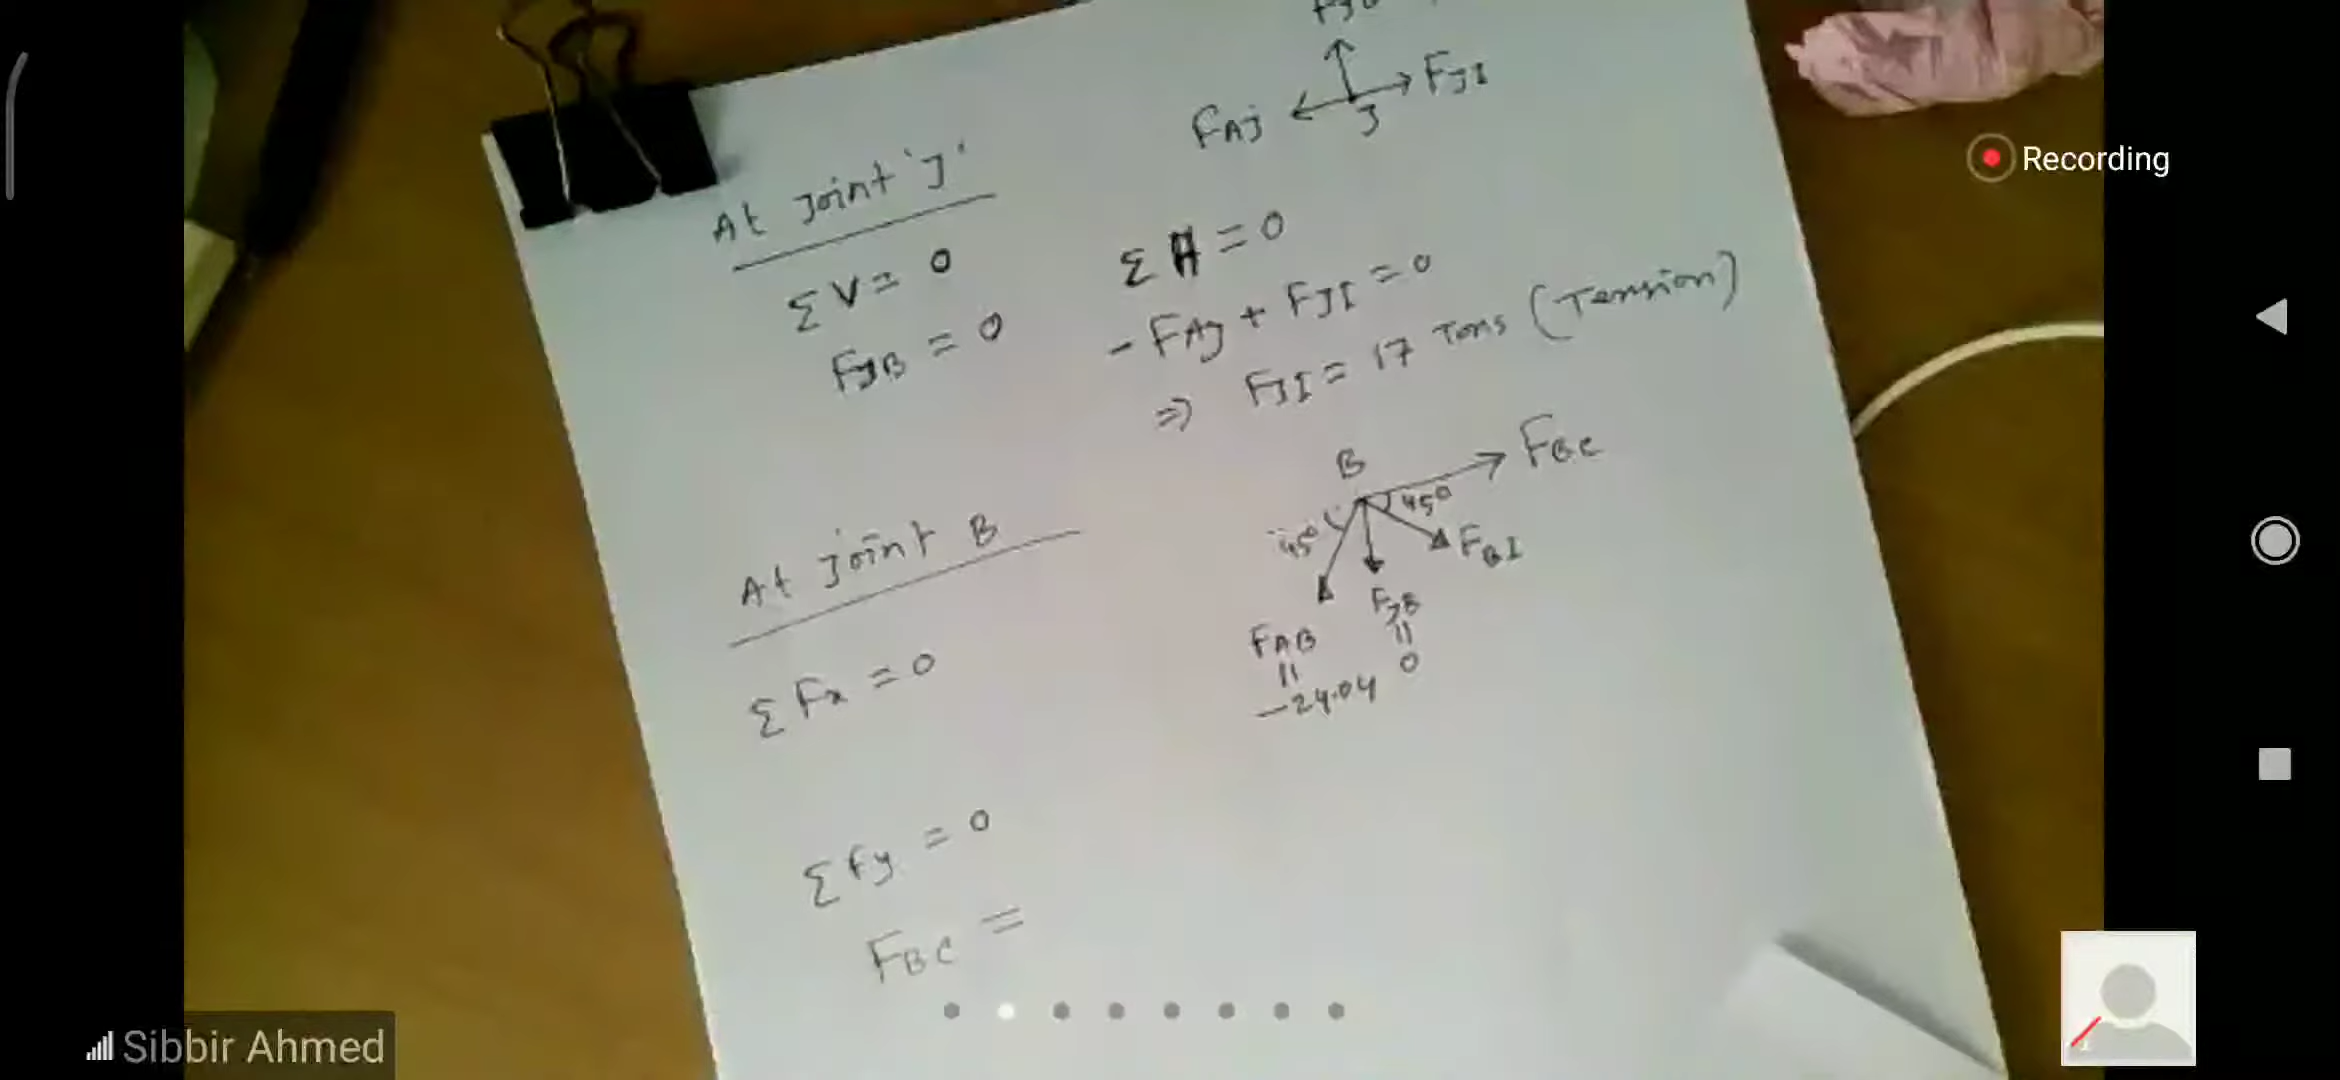 FAJ
FJI
J
Recording
At Joint 'J'
ΣV = 0
FJB = 0
ΣH = 0
- FAJ + FJI = 0
⇒ FJI = 17 Tons (Tension)
B
FBC
45°
45°
FBI
FAB
||
-24.04
FJB
||
0
At joint B
ΣFx = 0
ΣFy = 0
FBC =
Sibbir Ahmed